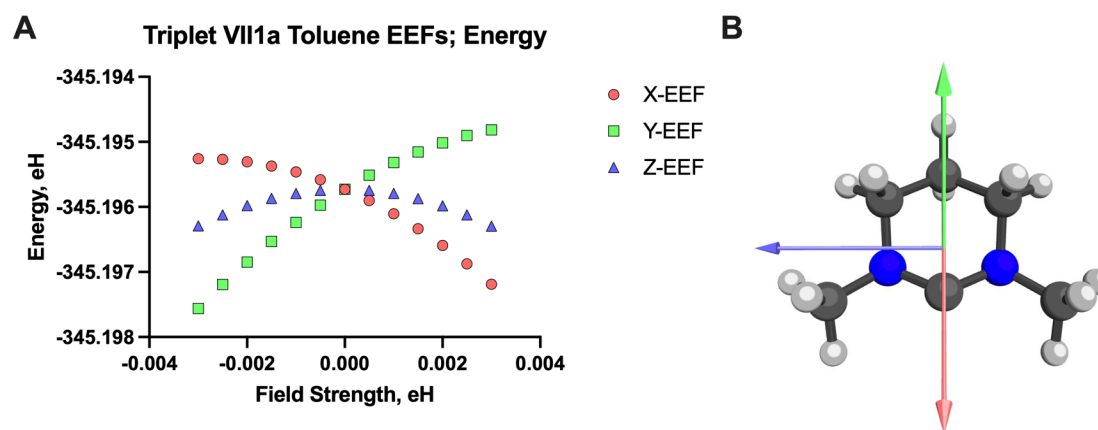 A
Triplet VII1a Toluene EEFs; Energy
B
-345.194
-345.195
-345.196
-345.197
-345.198
Energy, eH
-0.004
-0.002
0.000
0.002
0.004
Field Strength, eH
X-EEF
Y-EEF
Z-EEF